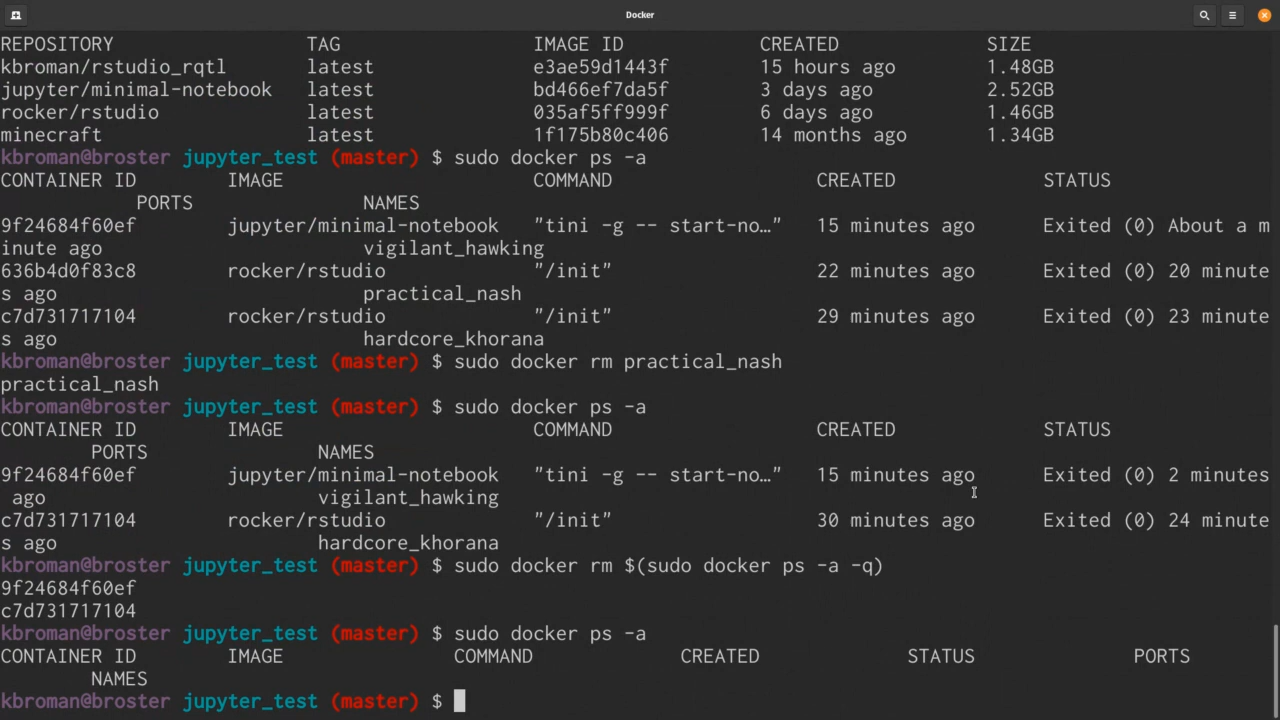 Docker
REPOSITORY TAG IMAGE ID CREATED SIZE
kbroman/rstudio_rqtl latest e3ae59d1443f 15 hours ago 1.48GB
jupyter/minimal-notebook latest bd466ef7da5f 3 days ago 2.52GB
rocker/rstudio latest 035af5ff999f 6 days ago 1.46GB
minecraft latest 1f175b80c406 14 months ago 1.34GB
kbroman@broster jupyter_test (master) $ sudo docker ps -a
CONTAINER ID IMAGE COMMAND CREATED STATUS
PORTS NAMES
9f24684f60ef jupyter/minimal-notebook "tini -g -- start-no…" 15 minutes ago Exited (0) About a m
inute ago vigilant_hawking
636b4d0f83c8 rocker/rstudio "/init" 22 minutes ago Exited (0) 20 minute
s ago practical_nash
c7d731717104 rocker/rstudio "/init" 29 minutes ago Exited (0) 23 minute
s ago hardcore_khorana
kbroman@broster jupyter_test (master) $ sudo docker rm practical_nash
practical_nash
kbroman@broster jupyter_test (master) $ sudo docker ps -a
CONTAINER ID IMAGE COMMAND CREATED STATUS
PORTS NAMES
9f24684f60ef jupyter/minimal-notebook "tini -g -- start-no…" 15 minutes ago Exited (0) 2 minutes
ago vigilant_hawking
c7d731717104 rocker/rstudio "/init" 30 minutes ago Exited (0) 24 minute
s ago hardcore_khorana
kbroman@broster jupyter_test (master) $ sudo docker rm $(sudo docker ps -a -q)
9f24684f60ef
c7d731717104
kbroman@broster jupyter_test (master) $ sudo docker ps -a
CONTAINER ID IMAGE COMMAND CREATED STATUS PORTS
NAMES
kbroman@broster jupyter_test (master) $